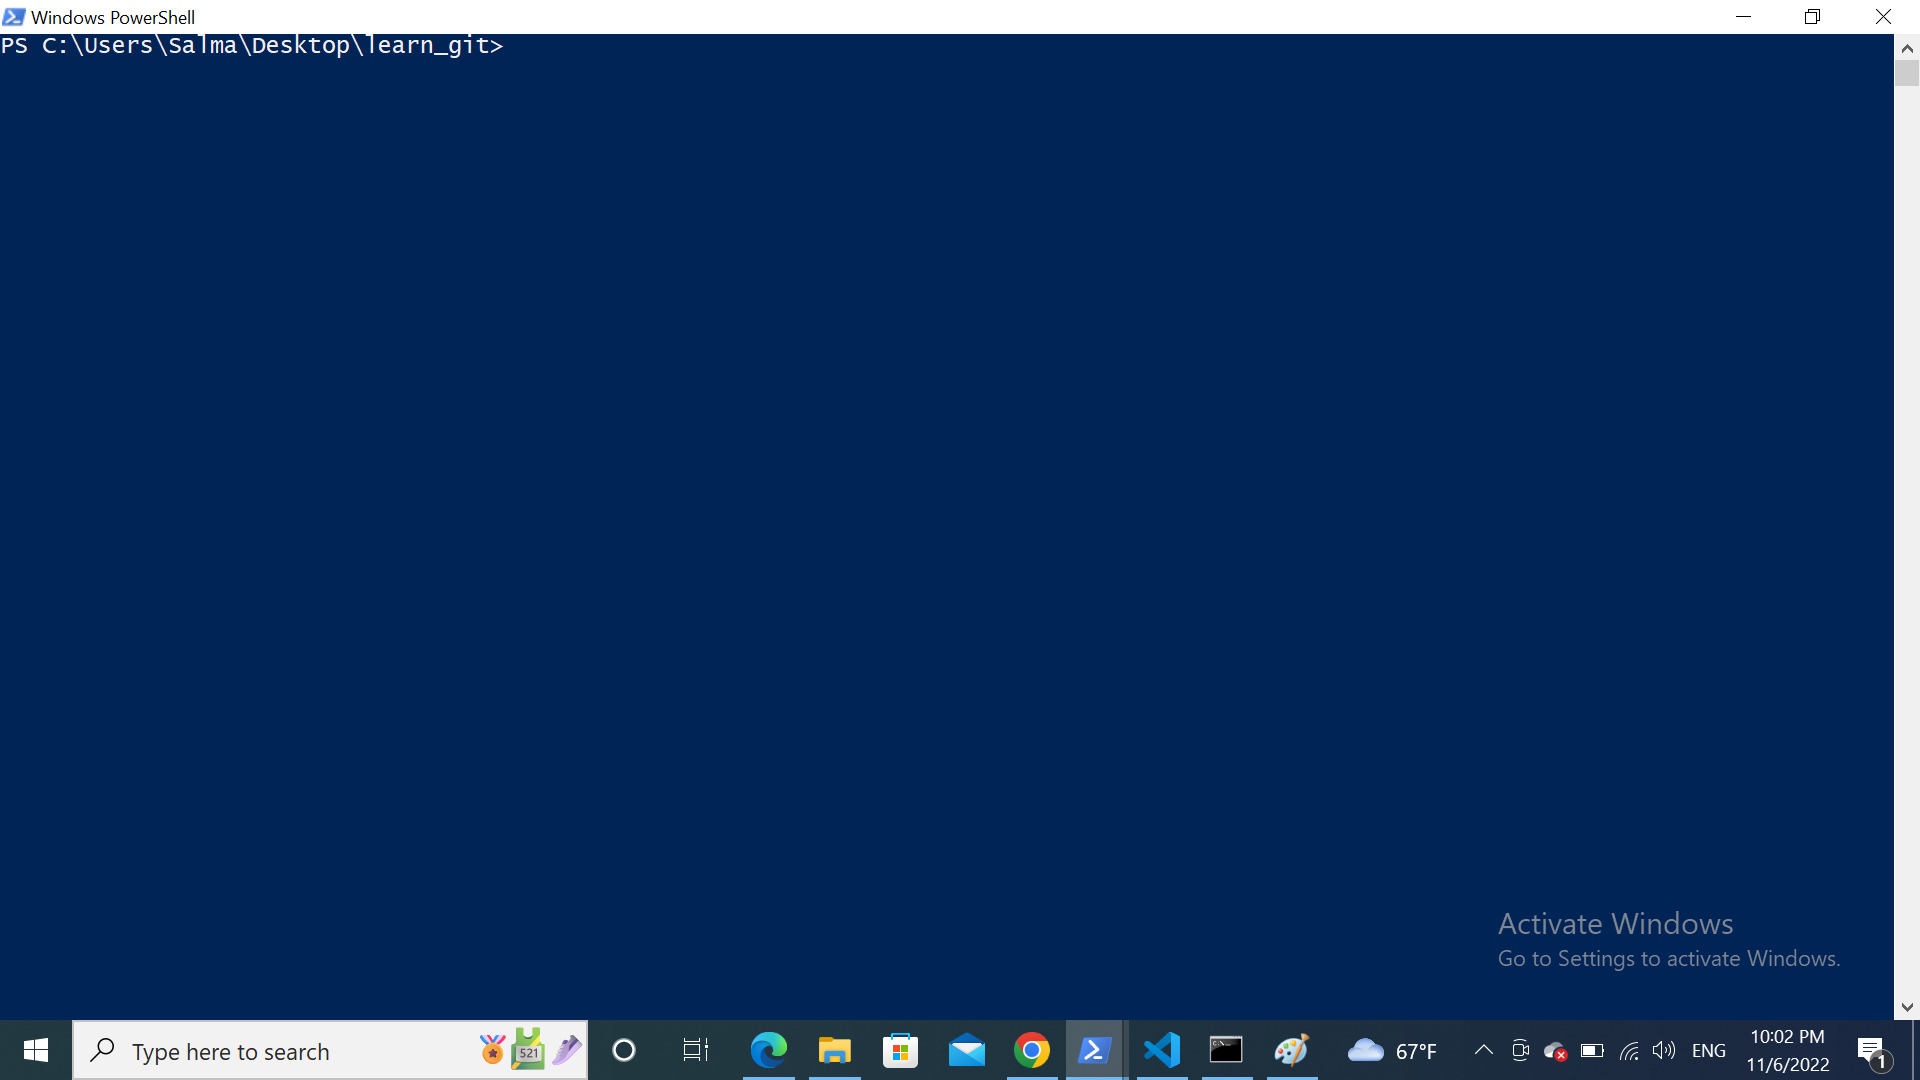 Windows PowerShell
PS C:\Users\Salma\Desktop\learn_git>
Activate Windows
Go to Settings to activate Windows.
Type here to search
521
C:\_
67°F
ENG
10:02 PM
11/6/2022
1